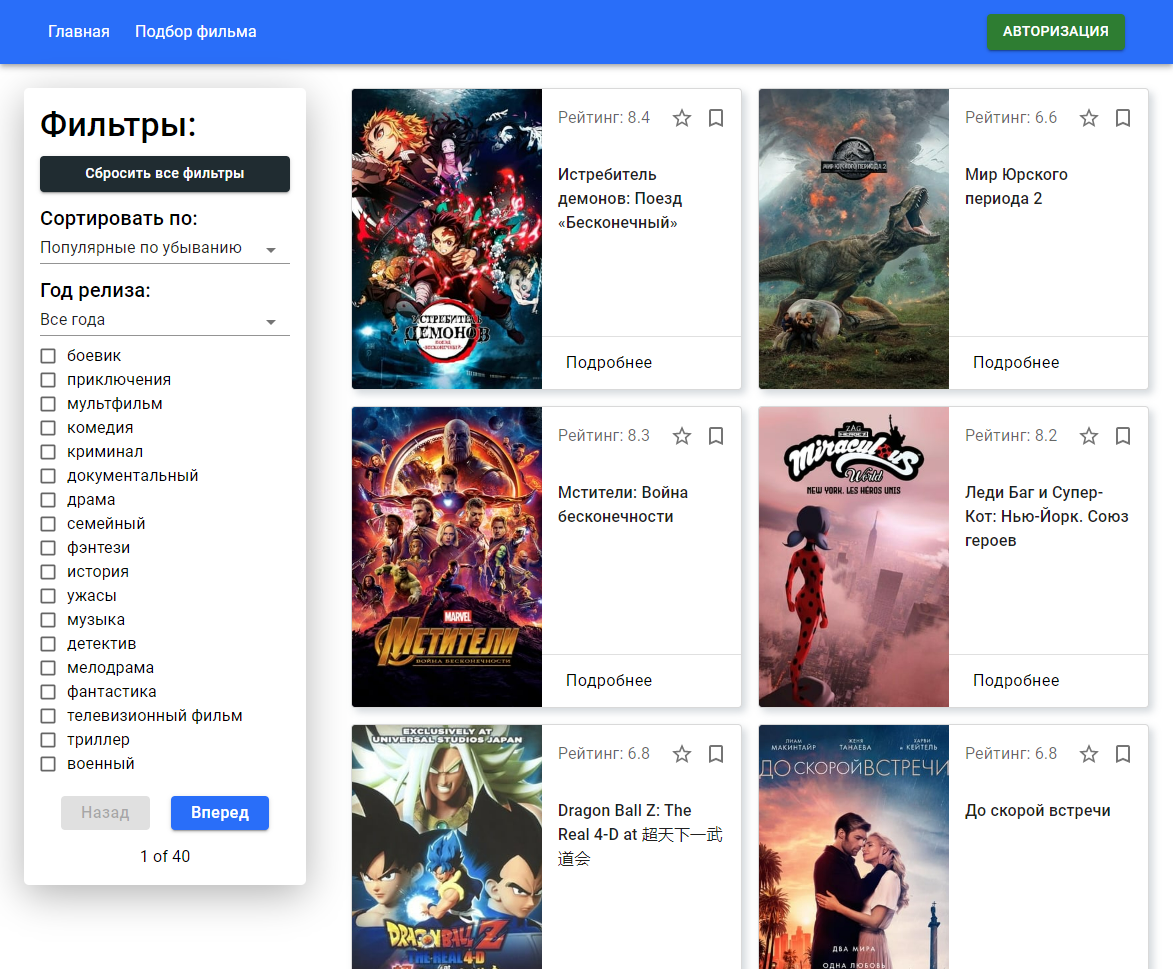 Главная
Подбор фильма
АВТОРИЗАЦИЯ
Фильтры:
Сбросить все фильтры
Сортировать по:
Популярные по убыванию
Год релиза:
Все года
боевик
приключения
мультфильм
комедия
криминал
документальный
драма
семейный
фэнтези
история
ужасы
музыка
детектив
мелодрама
фантастика
телевизионный фильм
триллер
военный
Назад
Вперед
1 of 40
ИСТРЕБИТЕЛЬ
ДЕМОНОВ
ПОЕЗД
«БЕСКОНЕЧНЫЙ»
Рейтинг: 8.4
Истребитель
демонов: Поезд
«Бесконечный»
Подробнее
МИР ЮРСКОГО ПЕРИОДА 2
Рейтинг: 6.6
Мир Юрского
периода 2
Подробнее
MARVEL
МСТИТЕЛИ
ВОЙНА БЕСКОНЕЧНОСТИ
Рейтинг: 8.3
Мстители: Война
бесконечности
Подробнее
ZAG
HEROEZ
Miraculous
World
NEW YORK, LES HÉROS UNIS
Рейтинг: 8.2
Леди Баг и Супер-
Кот: Нью-Йорк. Союз
героев
Подробнее
EXCLUSIVELY AT
UNIVERSAL STUDIOS JAPAN
DRAGON BALL Z
THE REAL 4-D
Рейтинг: 6.8
Dragon Ball Z: The
Real 4-D at 超天下一武
道会
ЛИАМ МАКИНТАЙР
ЖЕНЯ ТАНАЕВА
ХАРВИ КЕЙТЕЛЬ
ДО СКОРОЙ ВСТРЕЧИ
ДВА МИРА
ОДНА ЛЮБОВЬ
Рейтинг: 6.8
До скорой встречи